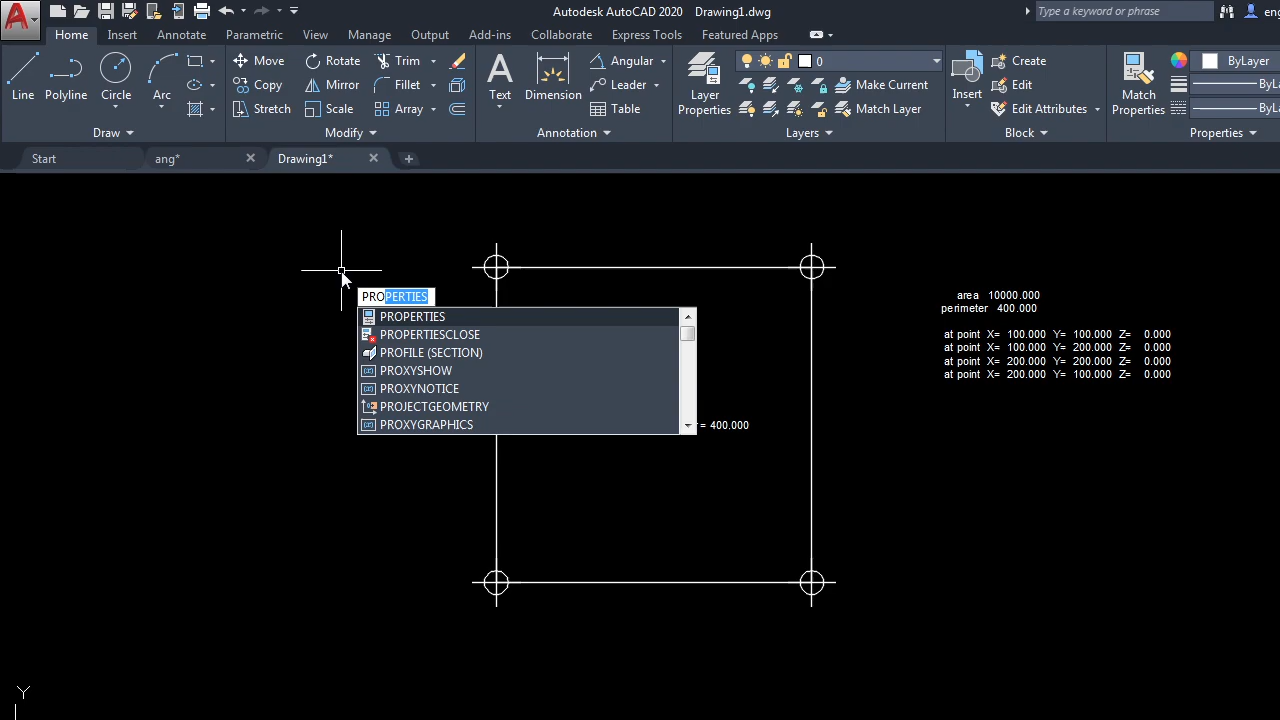 Autodesk AutoCAD 2020 Drawing1.dwg
Type a keyword or phrase
Home Insert Annotate Parametric View Manage Output Add-ins Collaborate Express Tools Featured Apps
Line Polyline Circle Arc
Move Rotate Trim
Copy Mirror Fillet
Stretch Scale Array
Text Dimension
Angular
Leader
Table
Layer Properties
0
Make Current
Match Layer
Insert
Create
Edit
Edit Attributes
Match Properties
ByLayer
Draw Modify Annotation Layers Block Properties
Start ang* Drawing1*
PROPERTIES
PROPERTIES
PROPERTIESCLOSE
PROFILE (SECTION)
PROXYSHOW
PROXYNOTICE
PROJECTGEOMETRY
PROXYGRAPHICS
= 400.000
area 10000.000
perimeter 400.000
at point X= 100.000 Y= 100.000 Z= 0.000
at point X= 100.000 Y= 200.000 Z= 0.000
at point X= 200.000 Y= 200.000 Z= 0.000
at point X= 200.000 Y= 100.000 Z= 0.000
Y